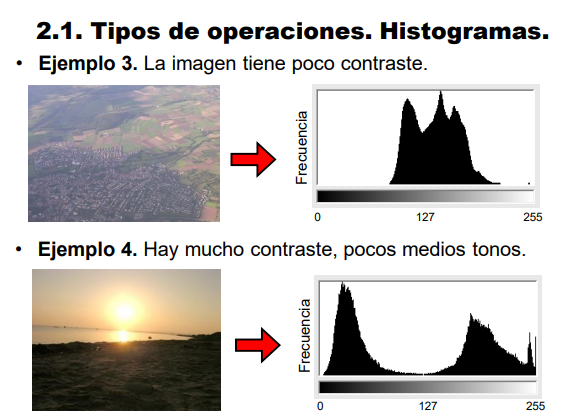 2.1. Tipos de operaciones. Histogramas.
• Ejemplo 3. La imagen tiene poco contraste.
Frecuencia
0 127 255
• Ejemplo 4. Hay mucho contraste, pocos medios tonos.
Frecuencia
0 127 255